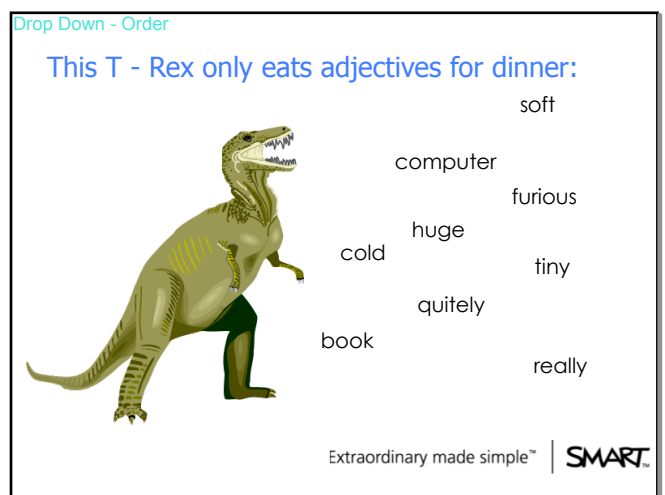 Drop Down - Order
This T - Rex only eats adjectives for dinner:
soft
computer
furious
huge
cold
tiny
quitely
book
really
Extraordinary made simple™ SMART™